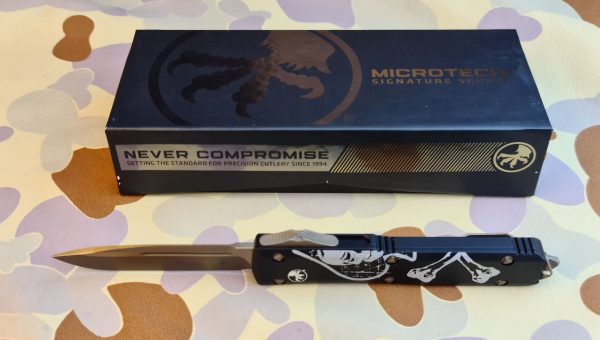 MICROTECH
SIGNATURE SERIES
NEVER COMPROMISE
SETTING THE STANDARD FOR PRECISION CUTLERY SINCE 1994